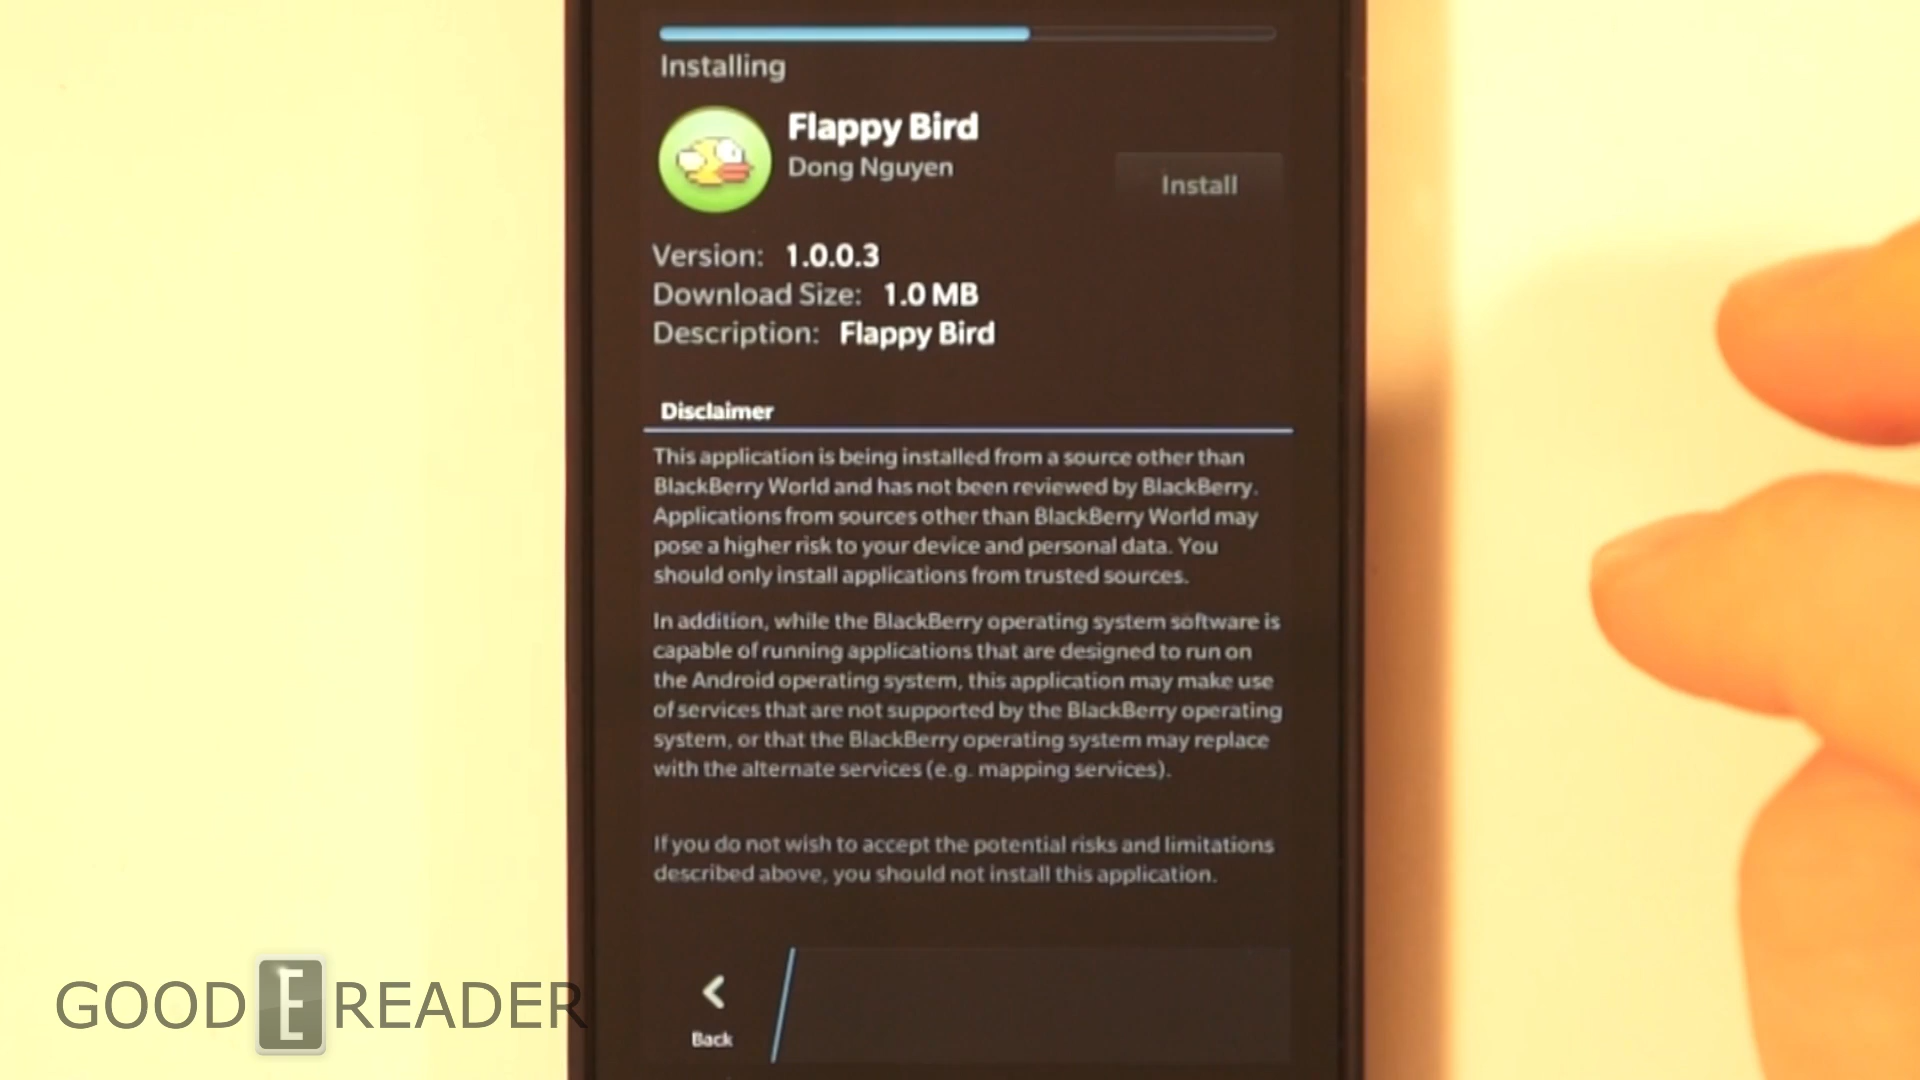 Installing
Flappy Bird
Dong Nguyen
Install
Version: 1.0.0.3
Download Size: 1.0 MB
Description: Flappy Bird
Disclaimer
This application is being installed from a source other than
BlackBerry World and has not been reviewed by BlackBerry.
Applications from sources other than BlackBerry World may
pose a higher risk to your device and personal data. You
should only install applications from trusted sources.
In addition, while the BlackBerry operating system software is
capable of running applications that are designed to run on
the Android operating system, this application may make use
of services that are not supported by the BlackBerry operating
system, or that the BlackBerry operating system may replace
with the alternate services (e.g. mapping services).
If you do not wish to accept the potential risks and limitations
described above, you should not install this application.
Back
GOOD E READER